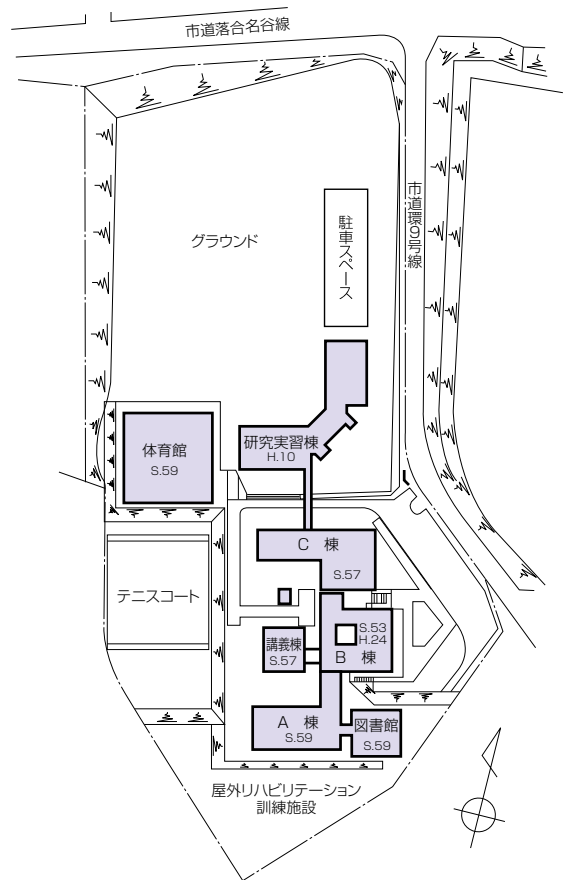 市道落合名谷線
市道環9号線
グラウンド
駐車スペース
研究実習棟
H.10
体育館
S.59
C 棟
S.57
テニスコート
S.53
H.24
B 棟
講義棟
S.57
A 棟
S.59
図書館
S.59
屋外リハビリテーション
訓練施設